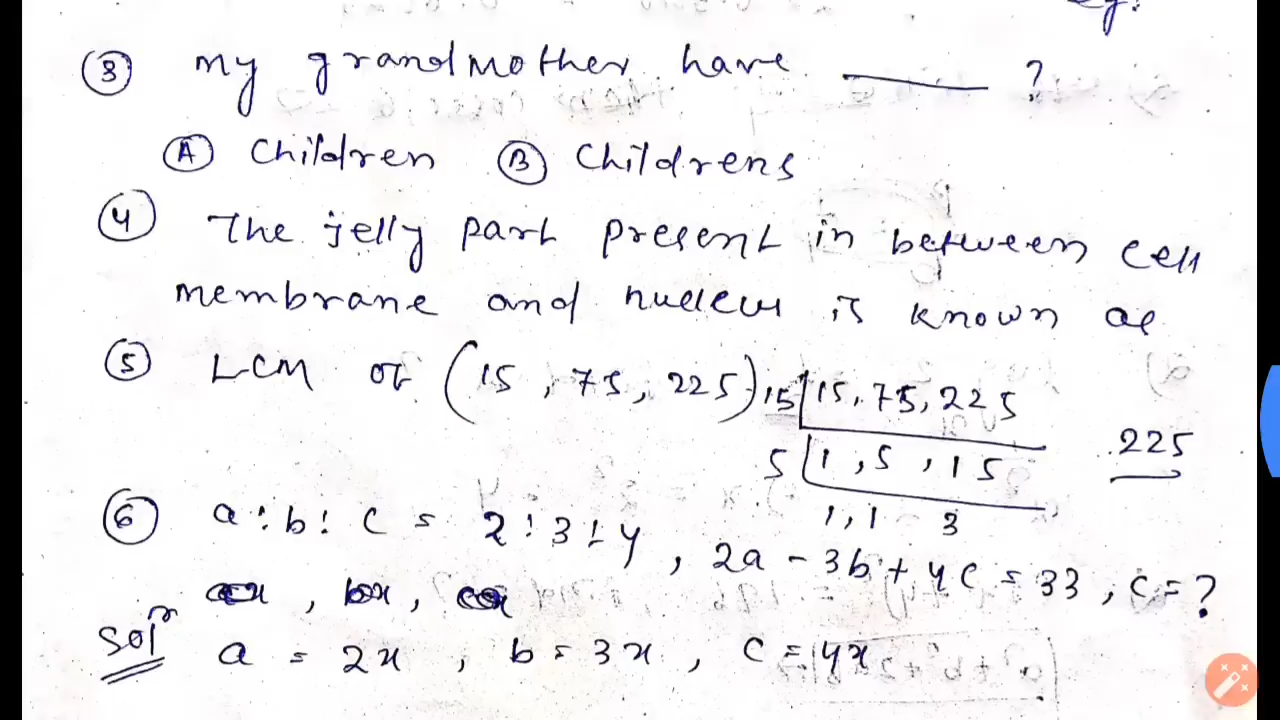 ③ My grandmother have ____ ?
Ⓐ Children Ⓑ Childrens
④ The jelly part present in between cell
membrane and nucleus is known as
⑤ LCM of (15, 75, 225) 15 | 15, 75, 225
5 | 1, 5, 15 225
1, 1 3
⑥ a : b : c = 2 : 3 : 4 , 2a - 3b + 4c = 33 , c = ?
Solⁿ a = 2x , b = 3x , c = 4x